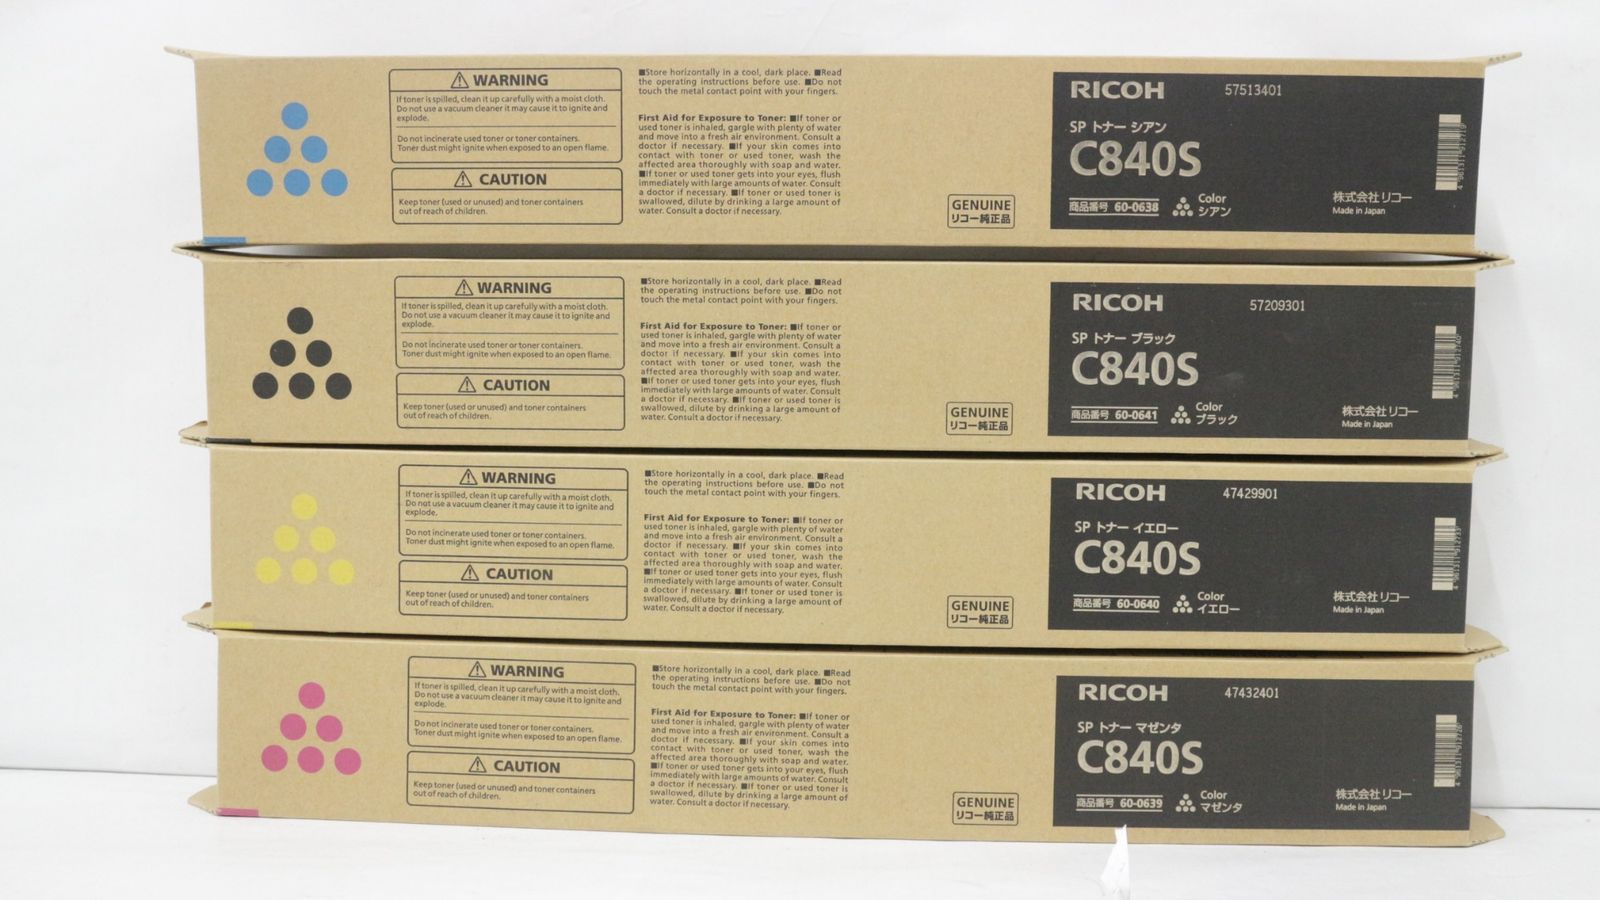 WARNING
If toner is spilled, clean it up carefully with a moist cloth.
Do not use a vacuum cleaner it may cause it to ignite and
explode.
Do not incinerate used toner or toner containers.
Toner dust might ignite when exposed to an open flame.
CAUTION
Keep toner (used or unused) and toner containers
out of reach of children.
■Store horizontally in a cool, dark place. ■Read
the operating instructions before use. ■Do not
touch the metal contact point with your fingers.
First Aid for Exposure to Toner: ■If toner or
used toner is inhaled, gargle with plenty of water
and move into a fresh air environment. Consult a
doctor if necessary. ■If your skin comes into
contact with toner or used toner, wash the
affected area thoroughly with soap and water.
■If toner or used toner gets into your eyes, flush
immediately with large amounts of water. Consult
a doctor if necessary. ■If toner or used toner is
swallowed, dilute by drinking a large amount of
water. Consult a doctor if necessary.
GENUINE
リコー純正品
RICOH 57513401
SP トナー シアン
C840S
商品番号 60-0638
Color
シアン
株式会社リコー
Made in Japan
WARNING
If toner is spilled, clean it up carefully with a moist cloth.
Do not use a vacuum cleaner it may cause it to ignite and
explode.
Do not incinerate used toner or toner containers.
Toner dust might ignite when exposed to an open flame.
CAUTION
Keep toner (used or unused) and toner containers
out of reach of children.
■Store horizontally in a cool, dark place. ■Read
the operating instructions before use. ■Do not
touch the metal contact point with your fingers.
First Aid for Exposure to Toner: ■If toner or
used toner is inhaled, gargle with plenty of water
and move into a fresh air environment. Consult a
doctor if necessary. ■If your skin comes into
contact with toner or used toner, wash the
affected area thoroughly with soap and water.
■If toner or used toner gets into your eyes, flush
immediately with large amounts of water. Consult
a doctor if necessary. ■If toner or used toner is
swallowed, dilute by drinking a large amount of
water. Consult a doctor if necessary.
GENUINE
リコー純正品
RICOH 57209301
SP トナー ブラック
C840S
商品番号 60-0641
Color
ブラック
株式会社リコー
Made in Japan
WARNING
If toner is spilled, clean it up carefully with a moist cloth.
Do not use a vacuum cleaner it may cause it to ignite and
explode.
Do not incinerate used toner or toner containers.
Toner dust might ignite when exposed to an open flame.
CAUTION
Keep toner (used or unused) and toner containers
out of reach of children.
■Store horizontally in a cool, dark place. ■Read
the operating instructions before use. ■Do not
touch the metal contact point with your fingers.
First Aid for Exposure to Toner: ■If toner or
used toner is inhaled, gargle with plenty of water
and move into a fresh air environment. Consult a
doctor if necessary. ■If your skin comes into
contact with toner or used toner, wash the
affected area thoroughly with soap and water.
■If toner or used toner gets into your eyes, flush
immediately with large amounts of water. Consult
a doctor if necessary. ■If toner or used toner is
swallowed, dilute by drinking a large amount of
water. Consult a doctor if necessary.
GENUINE
リコー純正品
RICOH 47429901
SP トナー イエロー
C840S
商品番号 60-0640
Color
イエロー
株式会社リコー
Made in Japan
WARNING
If toner is spilled, clean it up carefully with a moist cloth.
Do not use a vacuum cleaner it may cause it to ignite and
explode.
Do not incinerate used toner or toner containers.
Toner dust might ignite when exposed to an open flame.
CAUTION
Keep toner (used or unused) and toner containers
out of reach of children.
■Store horizontally in a cool, dark place. ■Read
the operating instructions before use. ■Do not
touch the metal contact point with your fingers.
First Aid for Exposure to Toner: ■If toner or
used toner is inhaled, gargle with plenty of water
and move into a fresh air environment. Consult a
doctor if necessary. ■If your skin comes into
contact with toner or used toner, wash the
affected area thoroughly with soap and water.
■If toner or used toner gets into your eyes, flush
immediately with large amounts of water. Consult
a doctor if necessary. ■If toner or used toner is
swallowed, dilute by drinking a large amount of
water. Consult a doctor if necessary.
GENUINE
リコー純正品
RICOH 47432401
SP トナー マゼンタ
C840S
商品番号 60-0639
Color
マゼンタ
株式会社リコー
Made in Japan